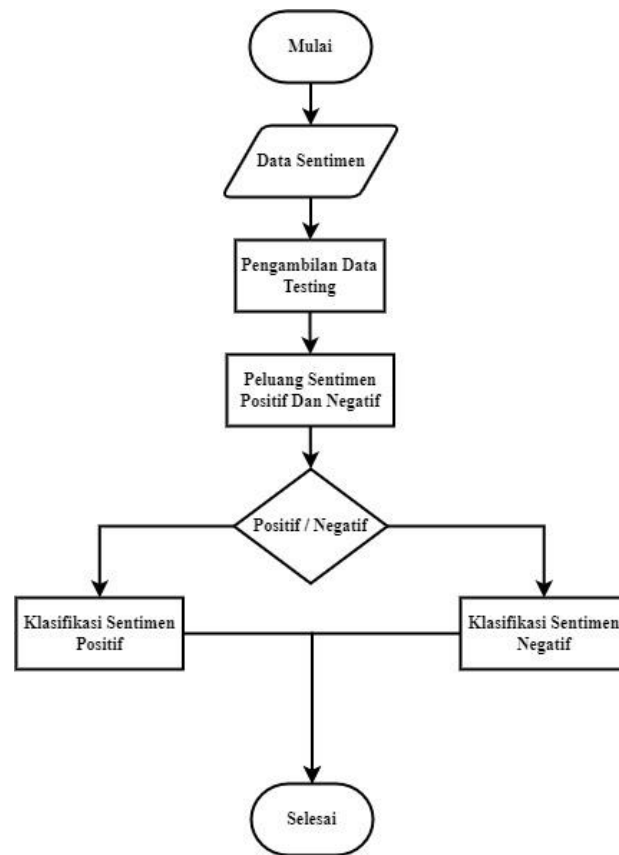 Mulai
Data Sentimen
Pengambilan Data
Testing
Peluang Sentimen
Positif Dan Negatif
Positif / Negatif
Klasifikasi Sentimen
Positif
Klasifikasi Sentimen
Negatif
Selesai